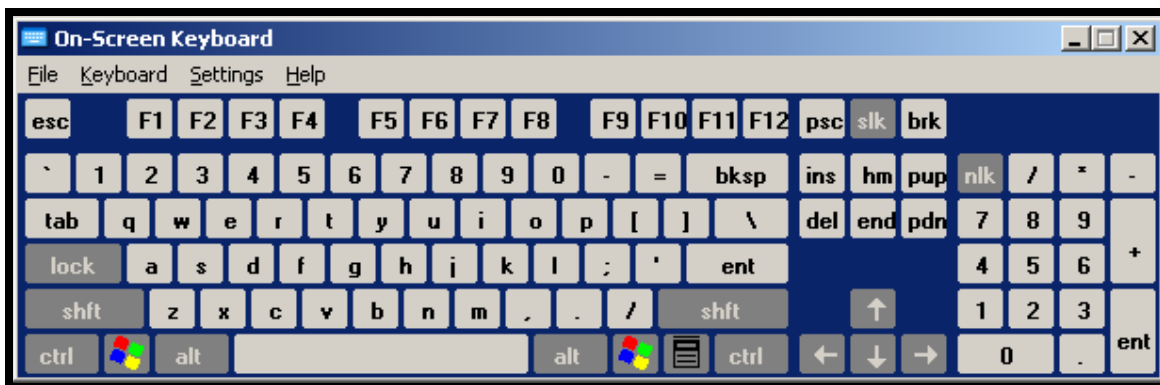 On-Screen Keyboard
File Keyboard Settings Help
esc F1 F2 F3 F4 F5 F6 F7 F8 F9 F10 F11 F12 psc slk brk
` 1 2 3 4 5 6 7 8 9 0 - = bksp ins hm pup nlk / * -
tab q w e r t y u i o p [ ] \ del end pdn 7 8 9 +
lock a s d f g h j k l ; ' ent 4 5 6
shft z x c v b n m , . / shft ↑ 1 2 3 ent
ctrl alt alt ctrl ← ↓ → 0 .